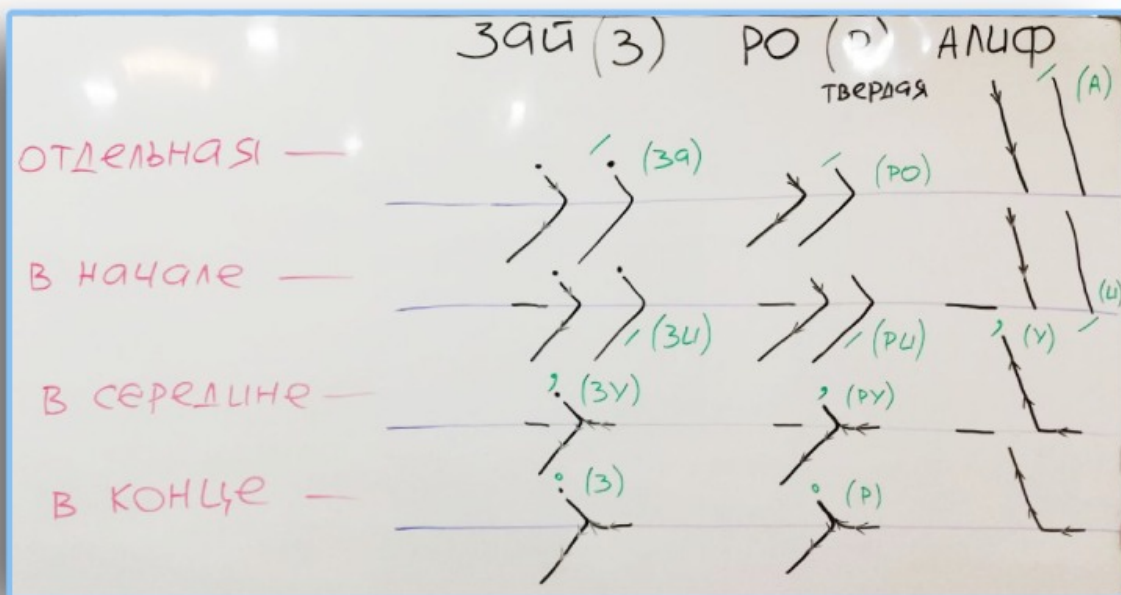 ЗАЙ (З) РО (Р) АЛИФ
ТВЕРДАЯ
ОТДЕЛЬНАЯ — (ЗА) (РО) (А)
В НАЧАЛЕ — (ЗИ) (РИ) (И)
В СЕРЕДИНЕ — (ЗУ) (РУ) (У)
В КОНЦЕ — (З) (Р)